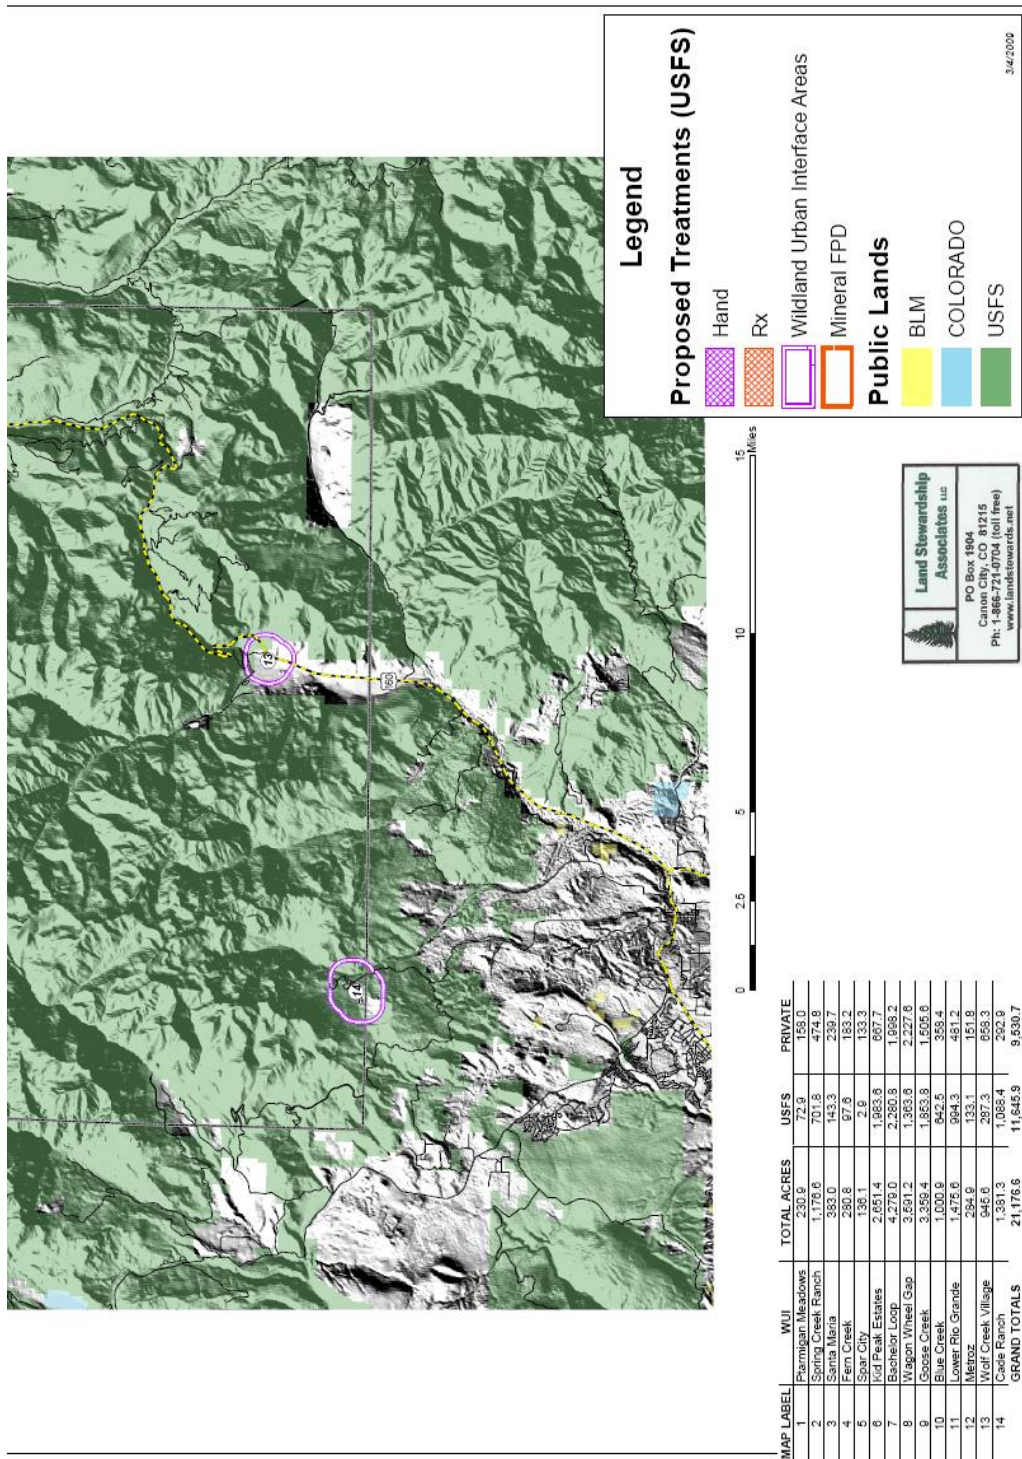 13
14
160
0 2.5 5 10 15
Miles
Legend
Proposed Treatments (USFS)
Hand
Rx
Wildland Urban Interface Areas
Mineral FPD
Public Lands
BLM
COLORADO
USFS
3/4/2009
MAP LABEL WUI TOTAL ACRES USFS PRIVATE
1 Ptarmigan Meadows 230.9 72.9 158.0
2 Spring Creek Ranch 1,176.6 701.8 474.8
3 Santa Maria 383.0 143.3 239.7
4 Fern Creek 280.8 97.6 183.2
5 Spar City 136.1 2.9 133.3
6 Kid Peak Estates 2,651.4 1,983.6 667.7
7 Bachelor Loop 4,279.0 2,280.8 1,998.2
8 Wagon Wheel Gap 3,591.2 1,363.6 2,227.6
9 Goose Creek 3,359.4 1,853.8 1,505.6
10 Blue Creek 1,000.9 642.5 358.4
11 Lower Rio Grande 1,475.6 994.3 481.2
12 Metroz 284.9 133.1 151.8
13 Wolf Creek Village 945.6 287.3 658.3
14 Cade Ranch 1,381.3 1,088.4 292.9
GRAND TOTALS 21,176.6 11,645.9 9,530.7
Land Stewardship
Associates LLC
PO Box 1904
Canon City, CO 81215
Ph: 1-866-721-0704 (toll free)
www.landstewards.net